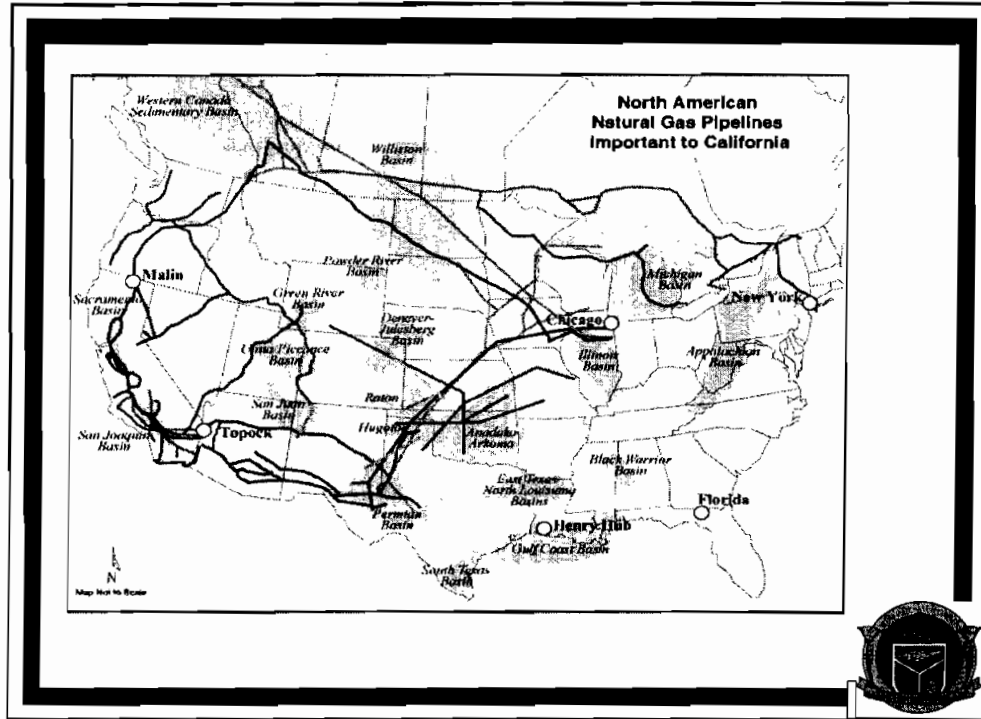 North American
Natural Gas Pipelines
Important to California
Western Canada
Sedimentary Basin
Williston
Basin
Malin
Sacramento
Basin
Powder River
Basin
Green River
Basin
Michigan
Basin
New York
Chicago
Denever-
Julesberg
Basin
Uinta Piceance
Basin
Illinois
Basin
Basin
Raton
San Juan
Basin
Hugoton
Topock
San Joaquin
Basin
Anadarko
Arkoma
Black Warrior
Basin
East Texas
North Louisiana
Basins
Florida
Permian
Basin
Henry Hub
Gulf Coast Basin
South Texas
Basin
N
Map Not to Scale